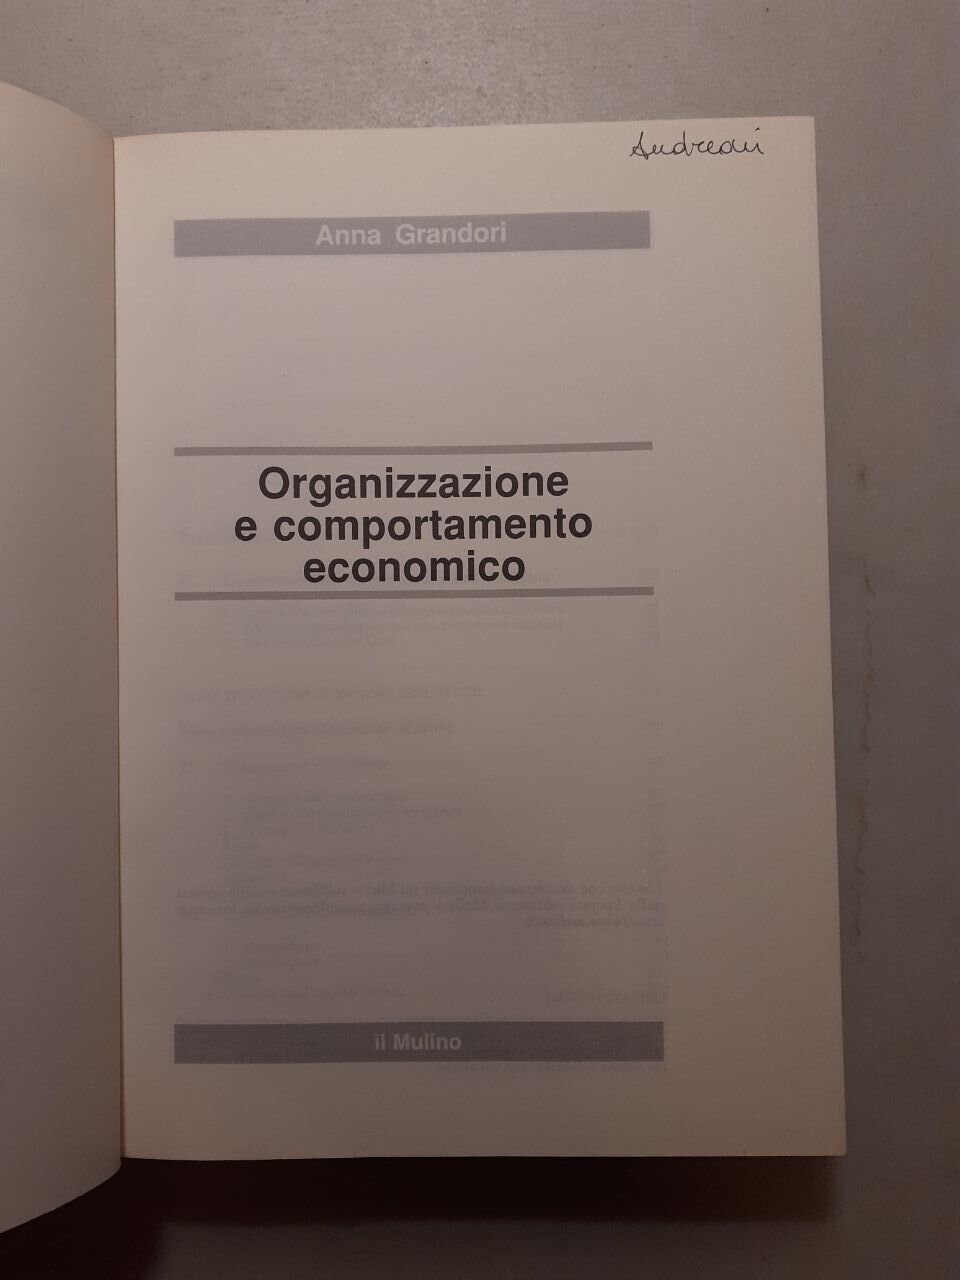 Andreani
Anna Grandori
Organizzazione
e comportamento
economico
il Mulino